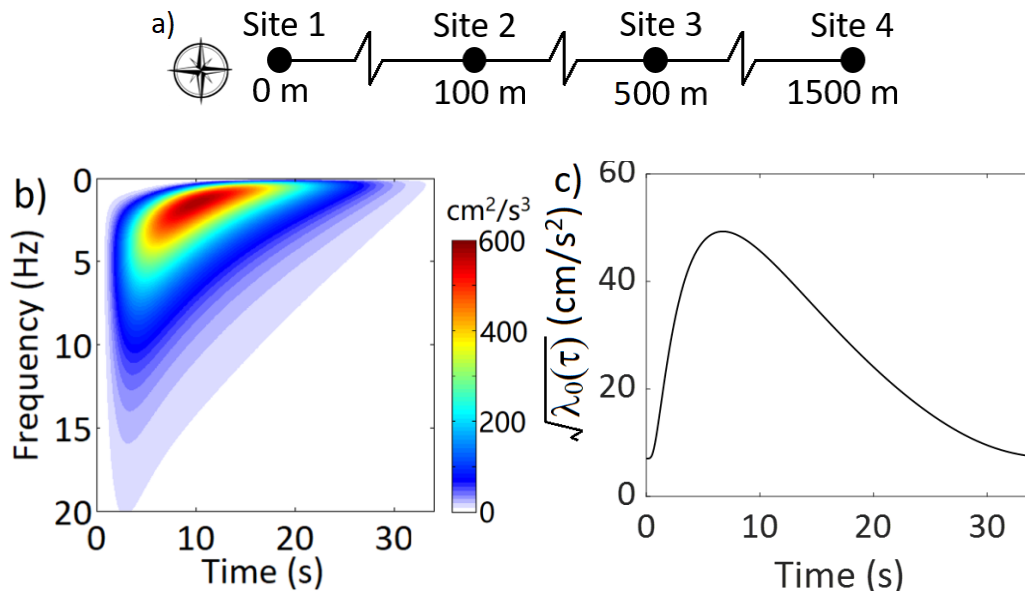 a) Site 1 Site 2 Site 3 Site 4
0 m 100 m 500 m 1500 m
b)
cm²/s³
Frequency (Hz)
0
5
10
15
20
0 10 20 30
Time (s)
600
400
200
0
c)
√λ₀(τ) (cm/s²)
60
40
20
0
0 10 20 30
Time (s)